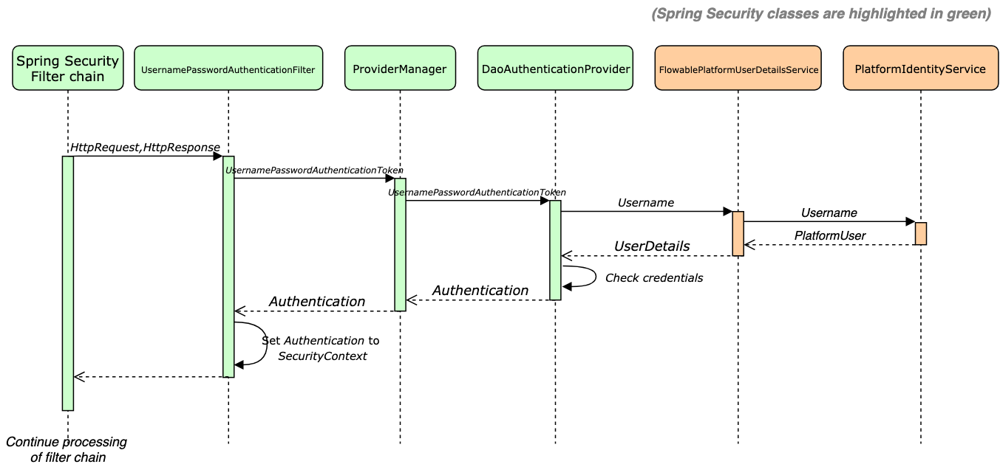 (Spring Security classes are highlighted in green)
Spring Security
Filter chain
UsernamePasswordAuthenticationFilter
ProviderManager
DaoAuthenticationProvider
FlowablePlatformUserDetailsService
PlatformIdentityService
HttpRequest,HttpResponse
UsernamePasswordAuthenticationToken
UsernamePasswordAuthenticationToken
Username
Username
PlatformUser
UserDetails
Check credentials
Authentication
Authentication
Set Authentication to
SecurityContext
Continue processing
of filter chain